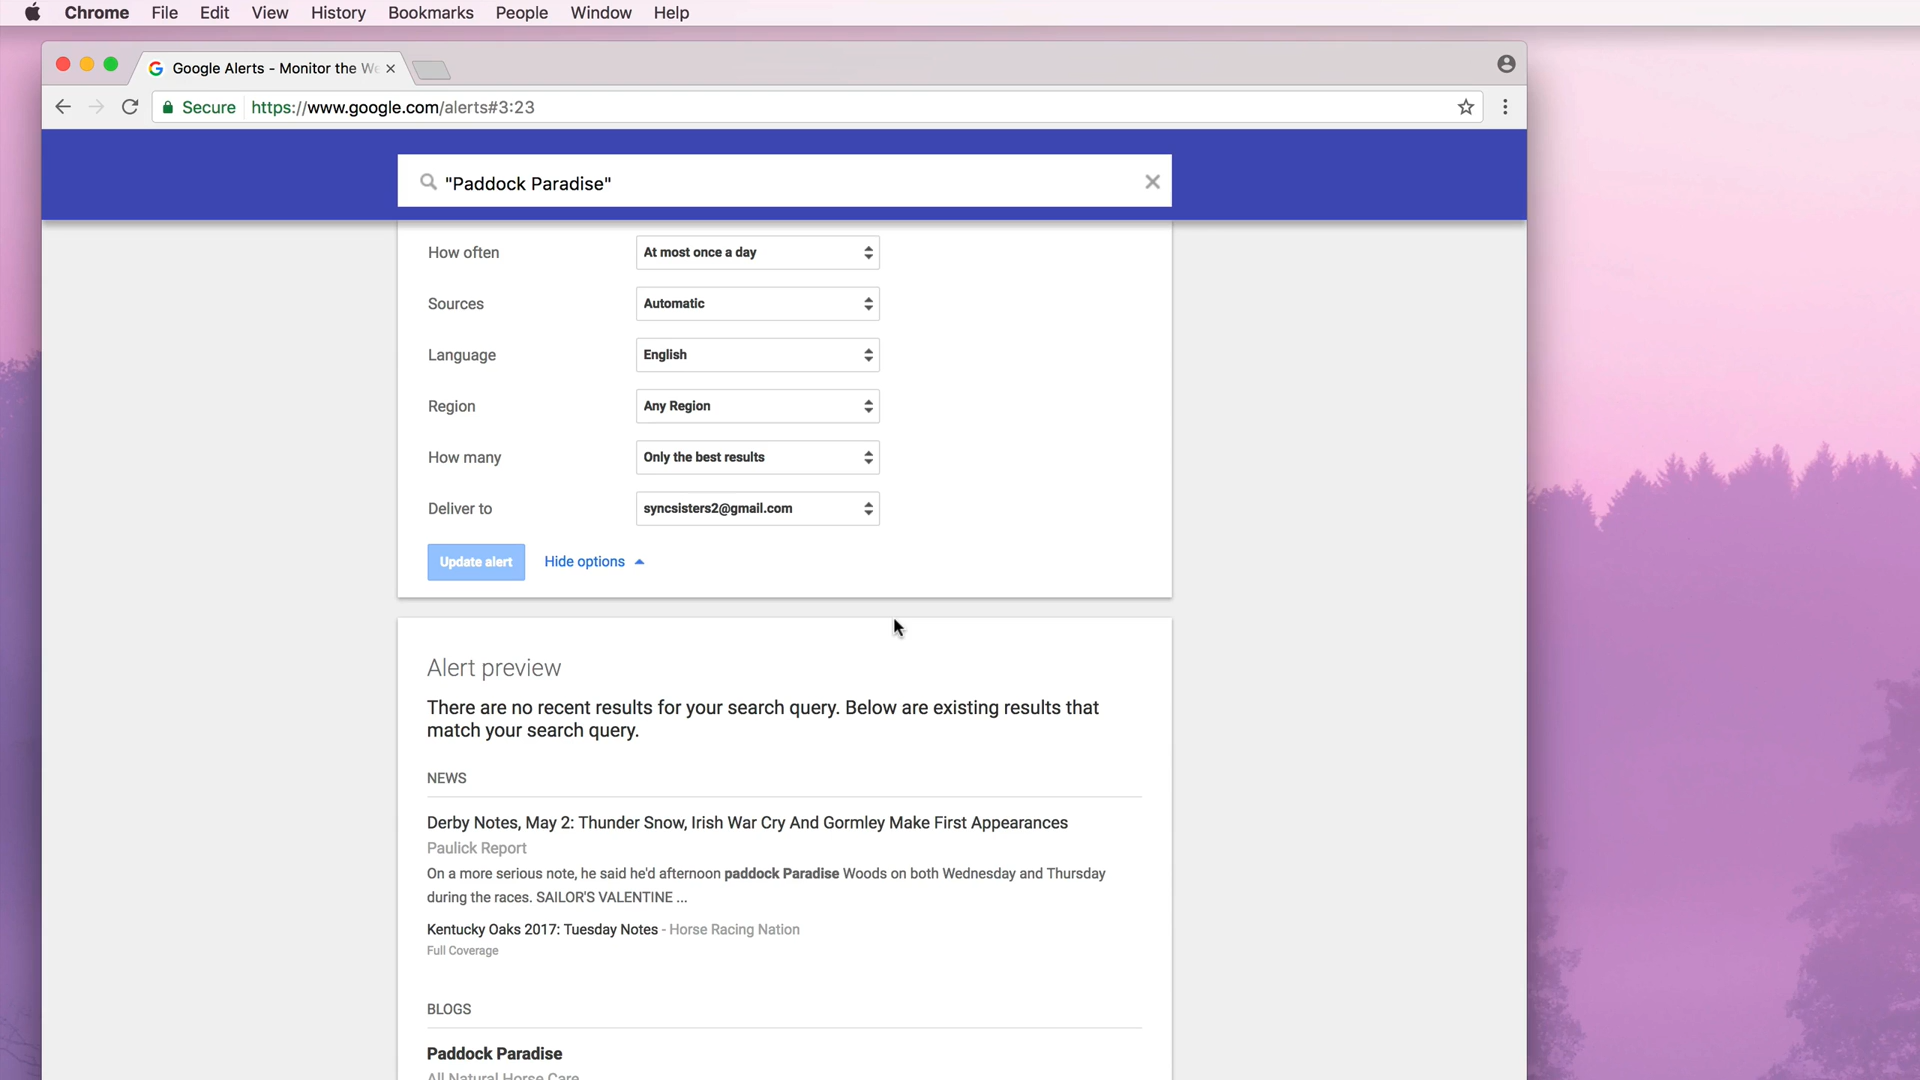 Chrome File Edit View History Bookmarks People Window Help
Google Alerts - Monitor the We
Secure https://www.google.com/alerts#3:23
"Paddock Paradise"
How often At most once a day
Sources Automatic
Language English
Region Any Region
How many Only the best results
Deliver to syncsisters2@gmail.com
Update alert Hide options
Alert preview
There are no recent results for your search query. Below are existing results that
match your search query.
NEWS
Derby Notes, May 2: Thunder Snow, Irish War Cry And Gormley Make First Appearances
Paulick Report
On a more serious note, he said he'd afternoon paddock Paradise Woods on both Wednesday and Thursday
during the races. SAILOR'S VALENTINE ...
Kentucky Oaks 2017: Tuesday Notes - Horse Racing Nation
Full Coverage
BLOGS
Paddock Paradise
All Natural Horse Care